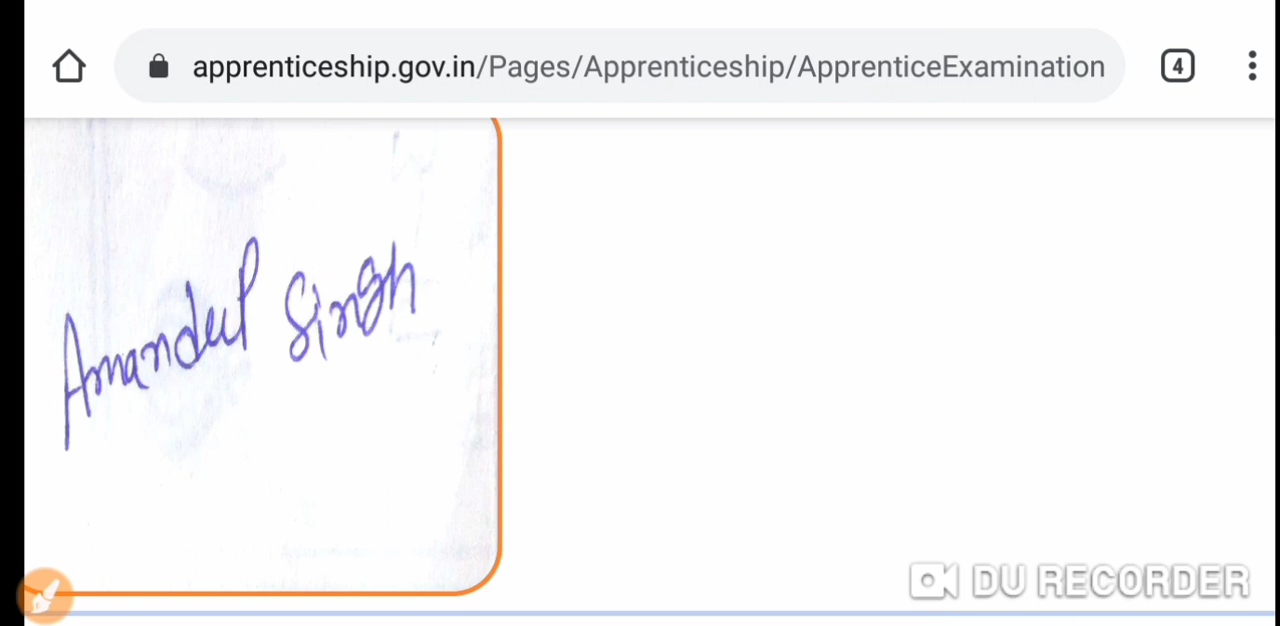 apprenticeship.gov.in/Pages/Apprenticeship/ApprenticeExamination
4
Amandeep Singh
DU RECORDER